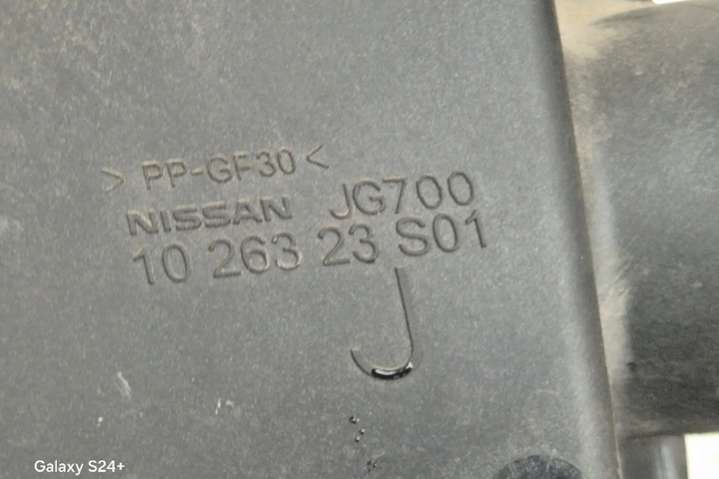 > PP-GF30 <
NISSAN JG700
10 263 23 S01
J
Galaxy S24+